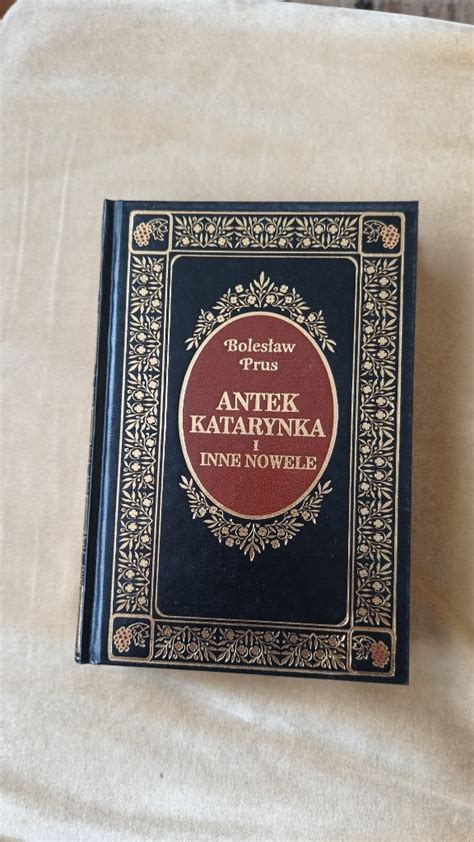 Bolesław
Prus
ANTEK
KATARYNKA
I
INNE NOWELE